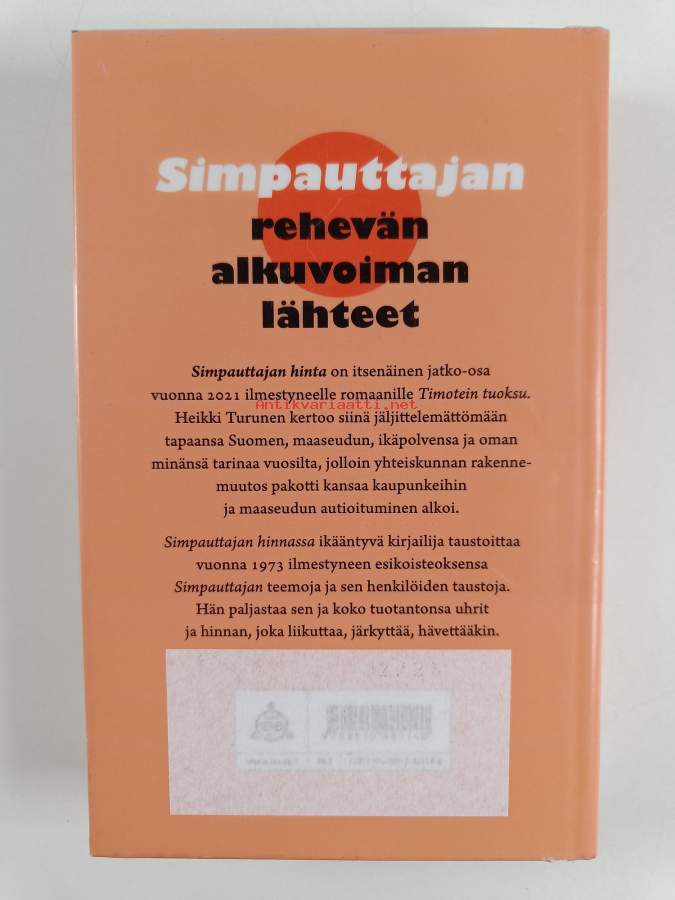 Simpauttajan
rehevän
alkuvoiman
lähteet
Simpauttajan hinta on itsenäinen jatko-osa
vuonna 2021 ilmestyneelle romaanille Timotein tuoksu.
Antikvariaatti.net
Heikki Turunen kertoo siinä jäljittelemättömään
tapaansa Suomen, maaseudun, ikäpolvensa ja oman
minänsä tarinaa vuosilta, jolloin yhteiskunnan rakenne-
muutos pakotti kansaa kaupunkeihin
ja maaseudun autioituminen alkoi.
Simpauttajan hinnassa ikääntyvä kirjailija taustoittaa
vuonna 1973 ilmestyneen esikoisteoksensa
Simpauttajan teemoja ja sen henkilöiden taustoja.
Hän paljastaa sen ja koko tuotantonsa uhrit
ja hinnan, joka liikuttaa, järkyttää, hävettääkin.